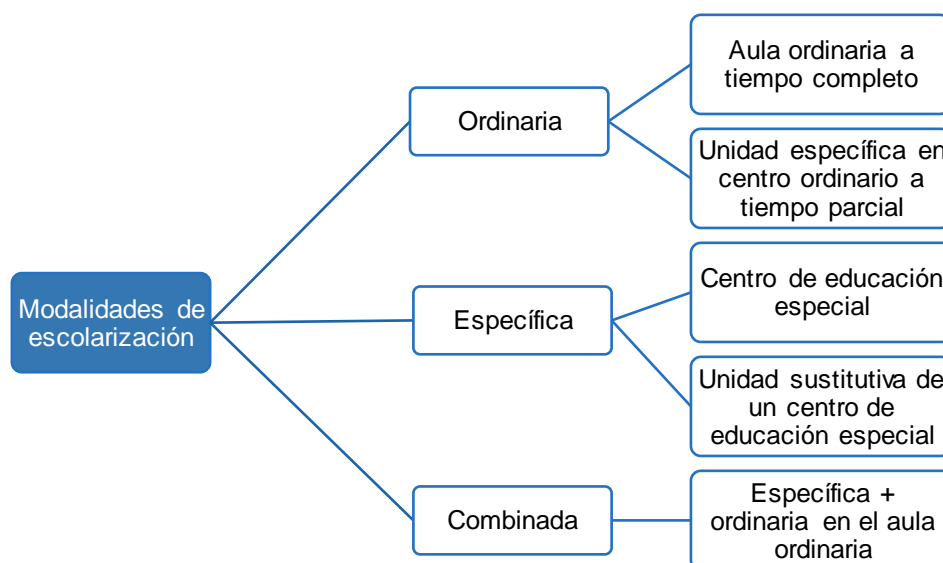 Modalidades de
escolarización
Ordinaria
Aula ordinaria a
tiempo completo
Unidad específica en
centro ordinario a
tiempo parcial
Específica
Centro de educación
especial
Unidad sustitutiva de
un centro de
educación especial
Combinada
Específica +
ordinaria en el aula
ordinaria